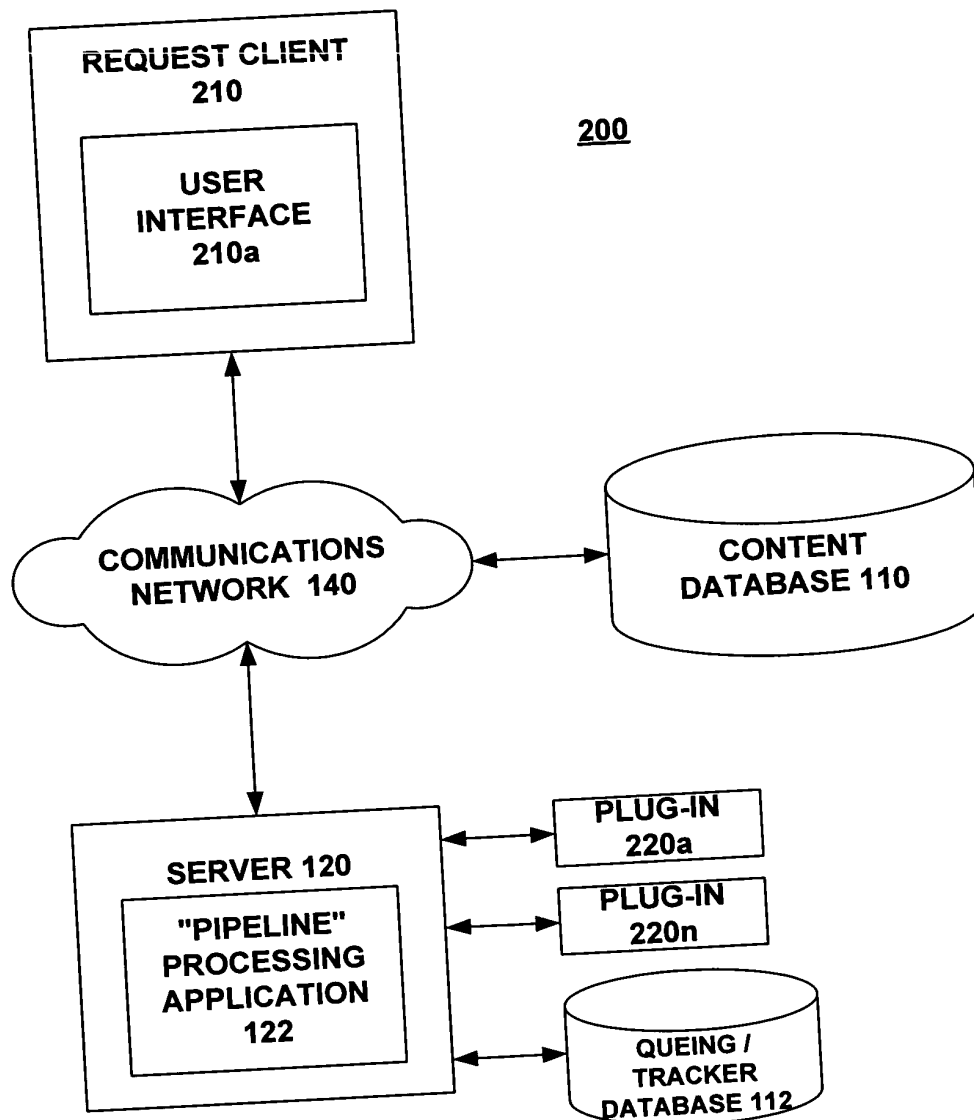 REQUEST CLIENT
210
200
USER
INTERFACE
210a
COMMUNICATIONS
NETWORK 140
CONTENT
DATABASE 110
PLUG-IN
220a
SERVER 120
PLUG-IN
220n
"PIPELINE"
PROCESSING
APPLICATION
122
QUEING /
TRACKER
DATABASE 112